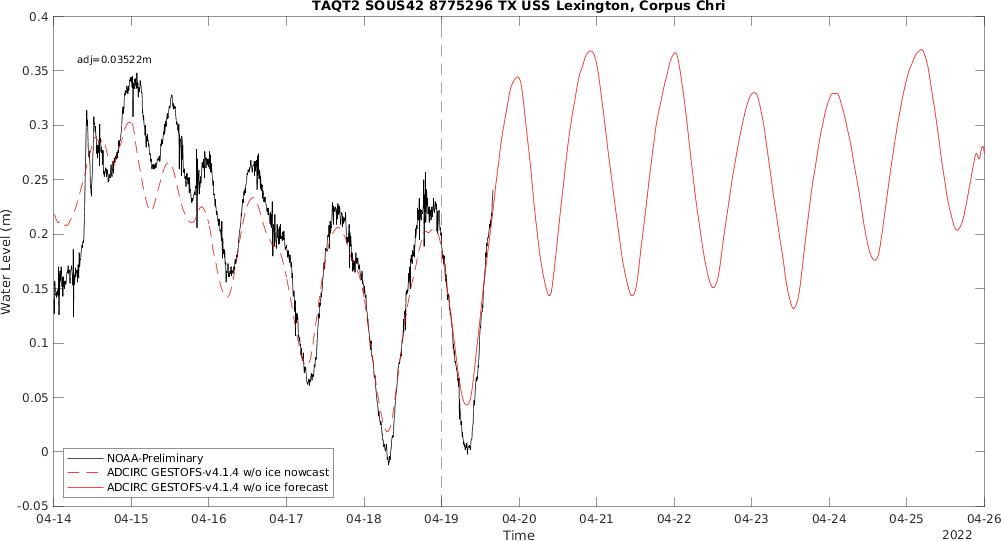 TAQT2 SOUS42 8775296 TX USS Lexington, Corpus Chri
0.4
0.35
0.3
0.25
0.2
0.15
0.1
0.05
0
-0.05
Water Level (m)
adj=0.03522m
NOAA-Preliminary
ADCIRC GESTOFS-v4.1.4 w/o ice nowcast
ADCIRC GESTOFS-v4.1.4 w/o ice forecast
04-14 04-15 04-16 04-17 04-18 04-19 04-20 04-21 04-22 04-23 04-24 04-25 04-26
Time
2022